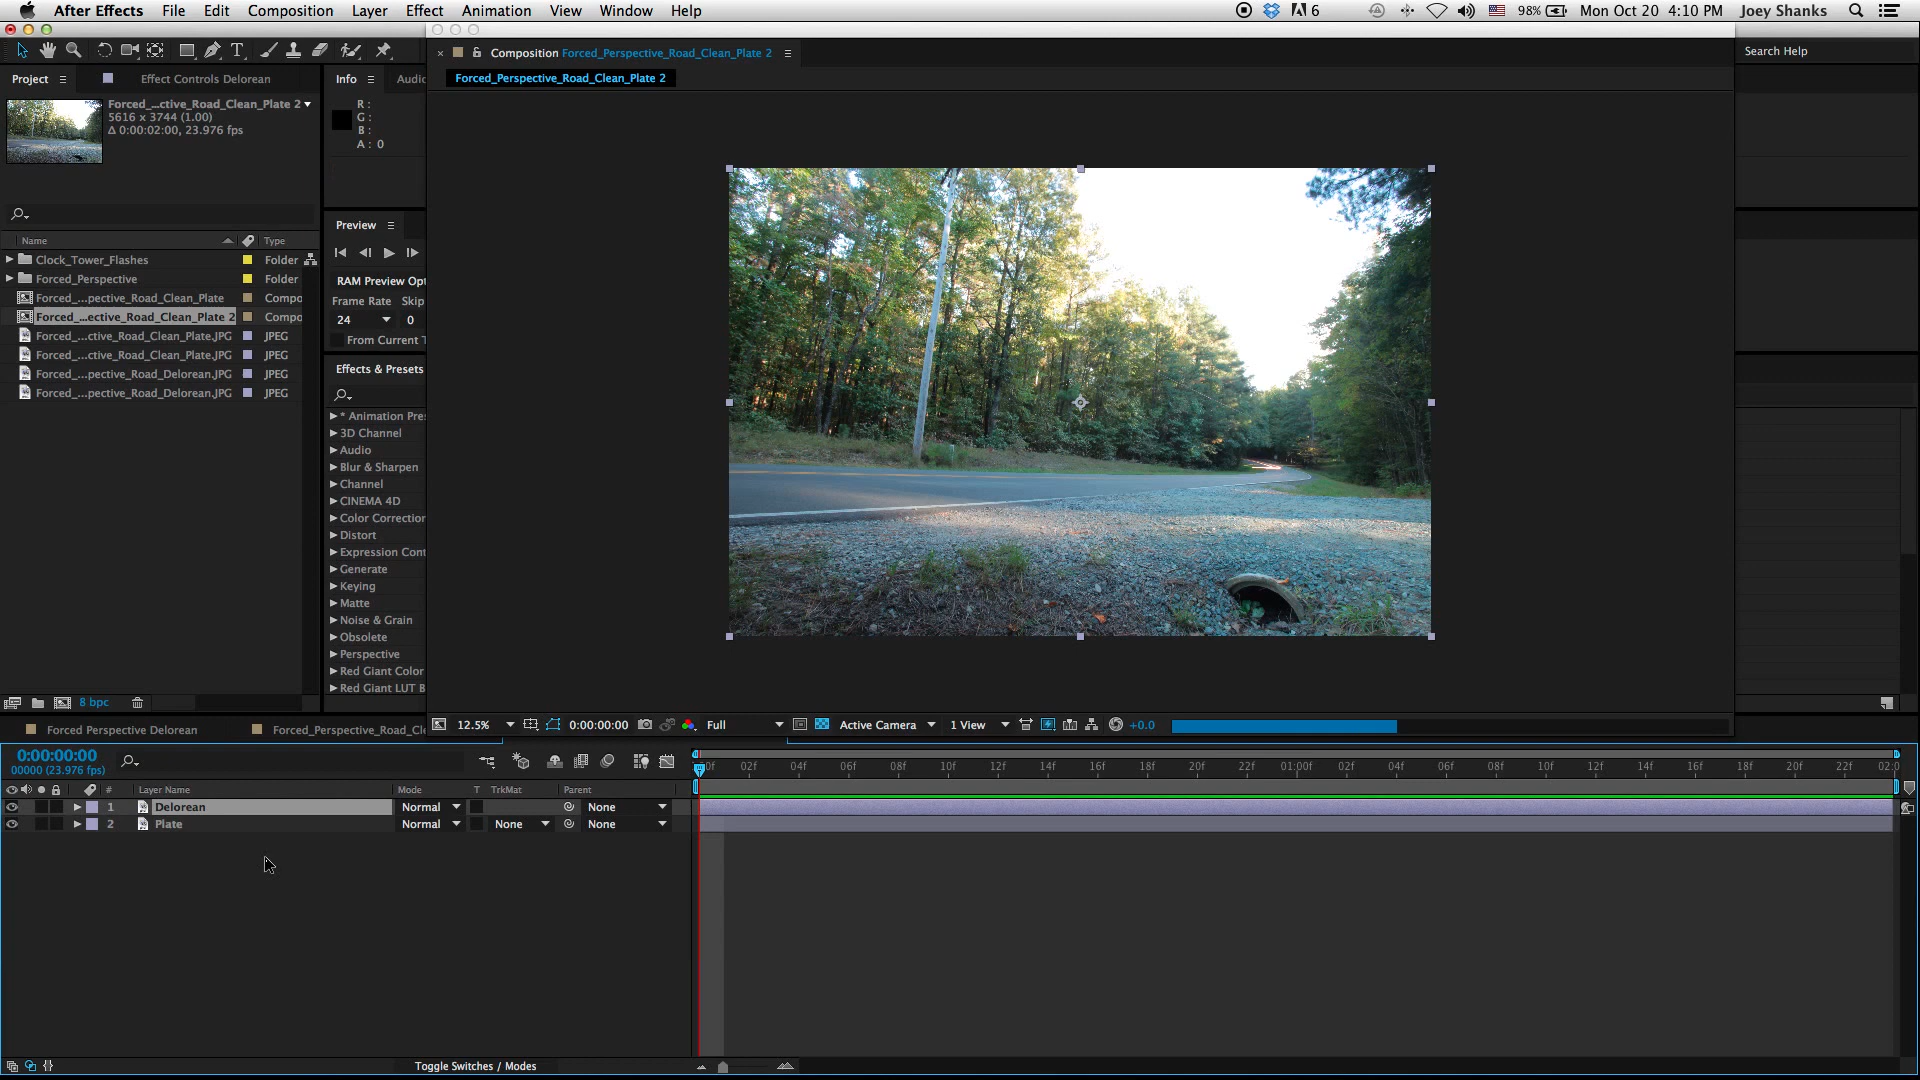 After Effects File Edit Composition Layer Effect Animation View Window Help
6 98% Mon Oct 20 4:10 PM Joey Shanks
Composition Forced_Perspective_Road_Clean_Plate 2
Search Help
Project Effect Controls Delorean Info Audio
Forced_Perspective_Road_Clean_Plate 2
Forced_...ctive_Road_Clean_Plate 2
5616 x 3744 (1.00)
Δ 0:00:02:00, 23.976 fps
R :
G :
B :
A : 0
Preview
Name Type
Clock_Tower_Flashes Folder
Forced_Perspective Folder
Forced_...pective_Road_Clean_Plate Compo
Forced_...ective_Road_Clean_Plate 2 Compo
Forced_...ctive_Road_Clean_Plate.JPG JPEG
Forced_...ctive_Road_Clean_Plate.JPG JPEG
Forced_...pective_Road_Delorean.JPG JPEG
Forced_...pective_Road_Delorean.JPG JPEG
RAM Preview Opt
Frame Rate Skip
24 0
From Current T
Effects & Presets
* Animation Pre
3D Channel
Audio
Blur & Sharpen
Channel
CINEMA 4D
Color Correction
Distort
Expression Cont
Generate
Keying
Matte
Noise & Grain
Obsolete
Perspective
Red Giant Color
Red Giant LUT B
8 bpc
12.5% 0:00:00:00 Full Active Camera 1 View +0.0
Forced Perspective Delorean Forced_Perspective_Road_Cle
0:00:00:00
00000 (23.976 fps)
00f 02f 04f 06f 08f 10f 12f 14f 16f 18f 20f 22f 01:00f 02f 04f 06f 08f 10f 12f 14f 16f 18f 20f 22f 02:0
# Layer Name Mode T TrkMat Parent
1 Delorean Normal None
2 Plate Normal None None
Toggle Switches / Modes